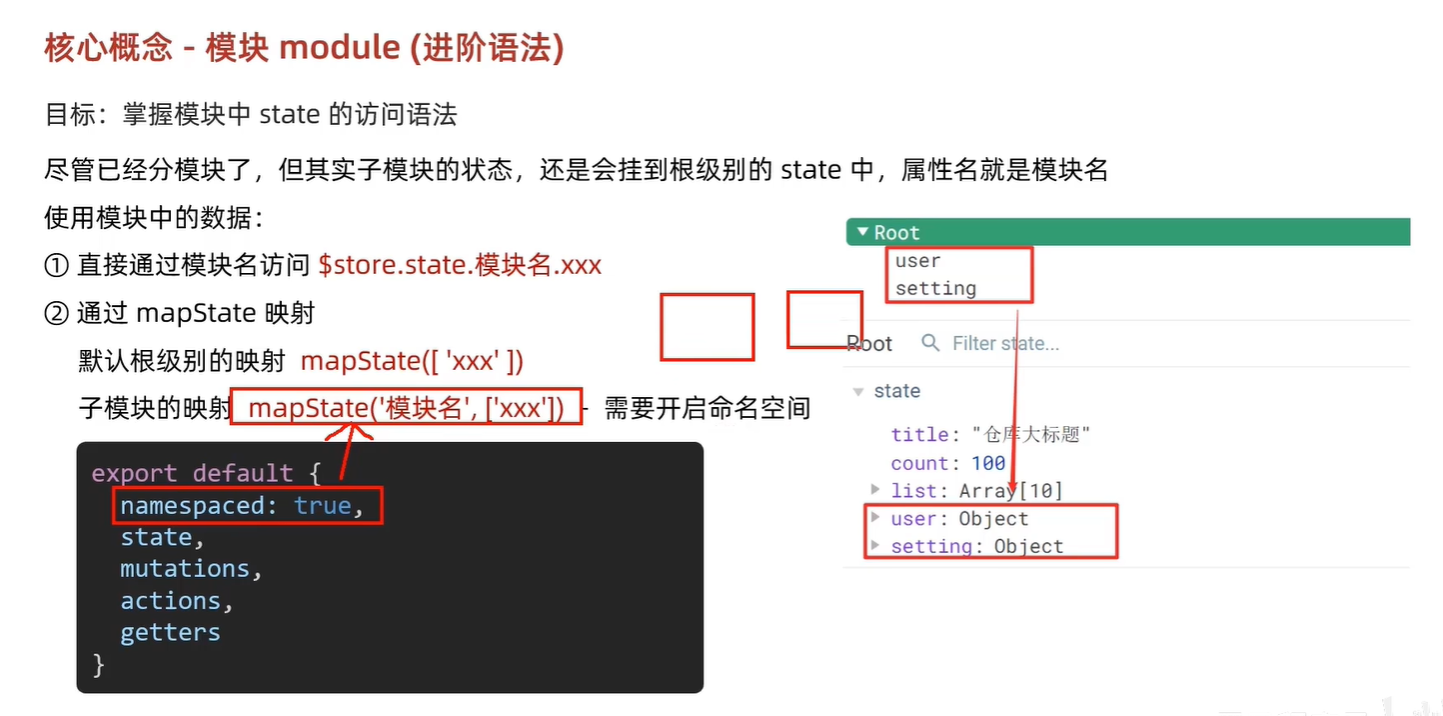 核心概念 - 模块 module (进阶语法)
目标：掌握模块中 state 的访问语法
尽管已经分模块了，但其实子模块的状态，还是会挂到根级别的 state 中，属性名就是模块名
使用模块中的数据：
① 直接通过模块名访问 $store.state.模块名.xxx
② 通过 mapState 映射
默认根级别的映射 mapState([ 'xxx' ])
子模块的映射 mapState('模块名', ['xxx']) - 需要开启命名空间
export default {
namespaced: true,
state,
mutations,
actions,
getters
}
Root
user
setting
Root Filter state...
state
title: "仓库大标题"
count: 100
list: Array[10]
user: Object
setting: Object